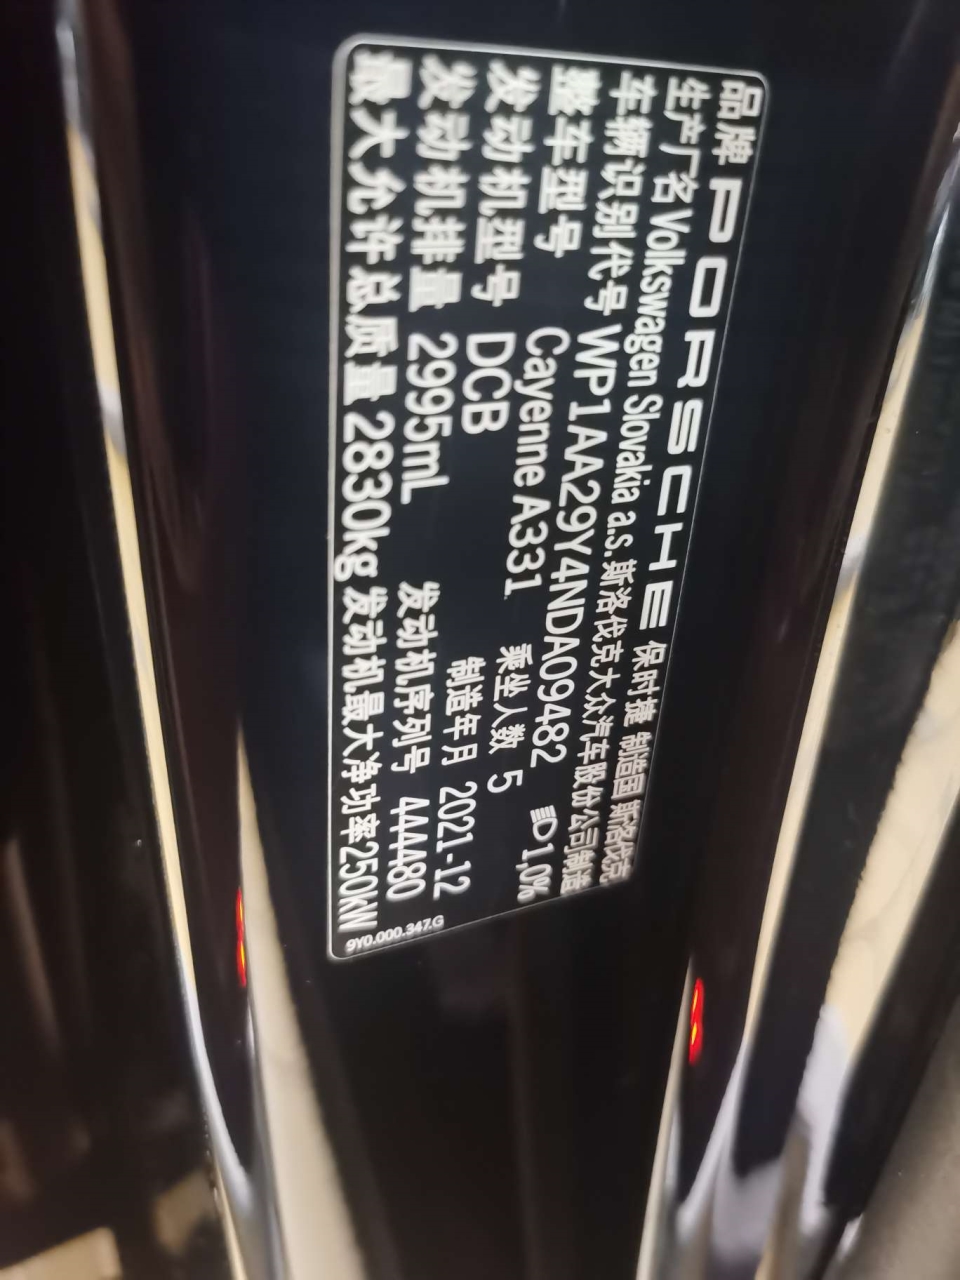 品牌 PORSCHE 保时捷 制造国 斯洛伐克
生产厂名 Volkswagen Slovakia a.s.斯洛伐克大众汽车股份公司制造
车辆识别代号 WP1AA29Y4NDA09482
整车型号 Cayenne A331 乘坐人数 5 1,0%
发动机型号 DCB 制造年月 2021-12
发动机排量 2995mL 发动机序列号 444480
最大允许总质量 2830kg 发动机最大净功率250kW
9Y0.000.347.G